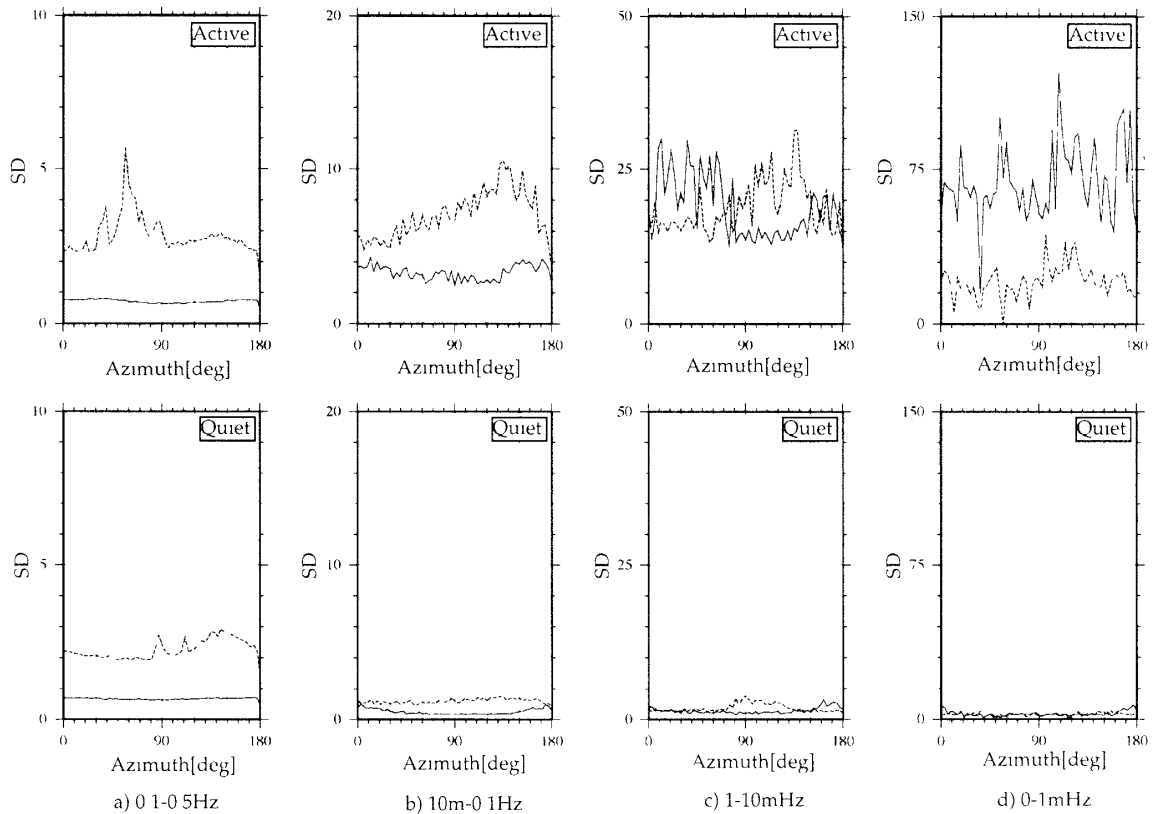 10 Active
SD
5
0
0 90 180
Azimuth[deg]
20 Active
SD
10
0
0 90 180
Azimuth[deg]
50 Active
SD
25
0
0 90 180
Azimuth[deg]
150 Active
SD
75
0
0 90 180
Azimuth[deg]
10 Quiet
SD
5
0
0 90 180
Azimuth[deg]
a) 0 1-0 5Hz
20 Quiet
SD
10
0
0 90 180
Azimuth[deg]
b) 10m-0 1Hz
50 Quiet
SD
25
0
0 90 180
Azimuth[deg]
c) 1-10mHz
150 Quiet
SD
75
0
0 90 180
Azimuth[deg]
d) 0-1mHz